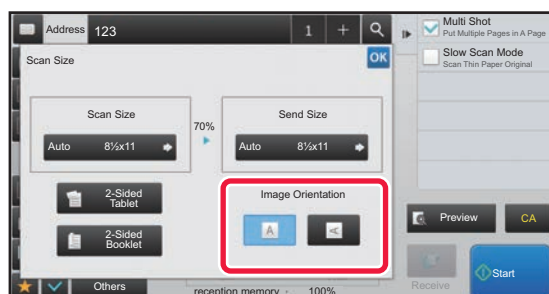 Address 123 1 +
Multi Shot
Put Multiple Pages in A Page
Scan Size
OK
Slow Scan Mode
Scan Thin Paper Original
Scan Size
70%
Send Size
Auto 8½x11
Auto 8½x11
2-Sided
Tablet
Image Orientation
A
A
2-Sided
Booklet
Preview
CA
Others
reception memory : 100%
Receive
Start